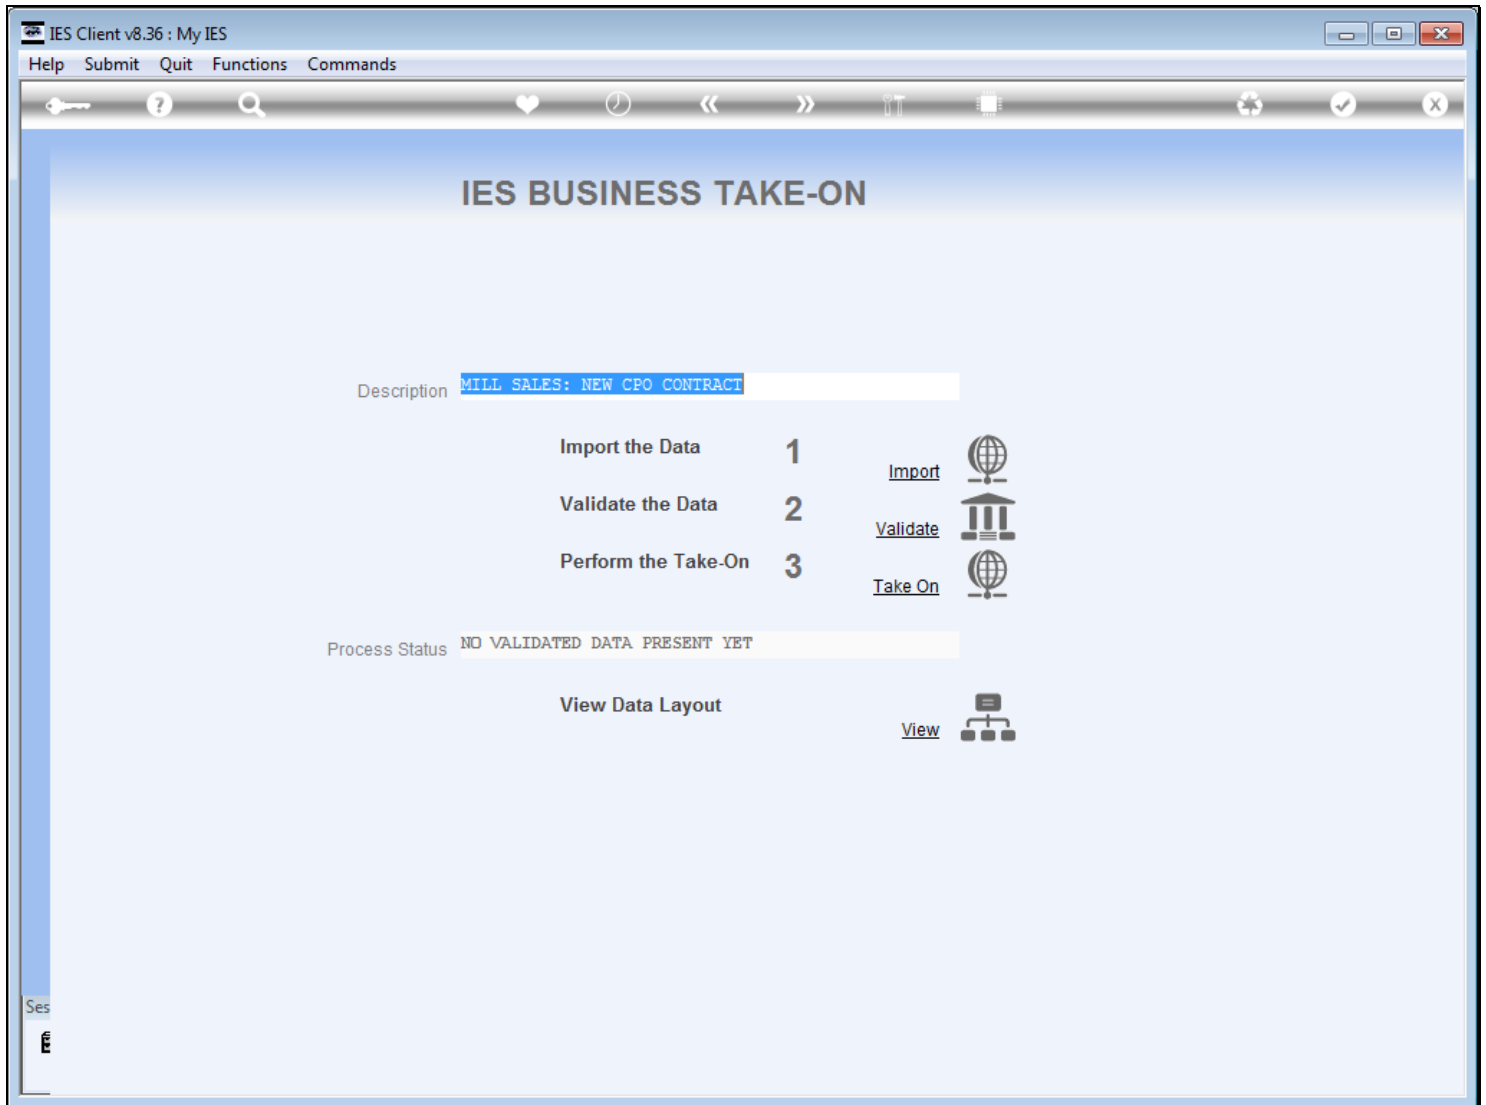 IES Client v8.36 : My IES
Help Submit Quit Functions Commands
IES BUSINESS TAKE-ON
Description MILL SALES: NEW CPO CONTRACT
Import the Data 1 Import
Validate the Data 2 Validate
Perform the Take-On 3 Take On
Process Status NO VALIDATED DATA PRESENT YET
View Data Layout View
Ses